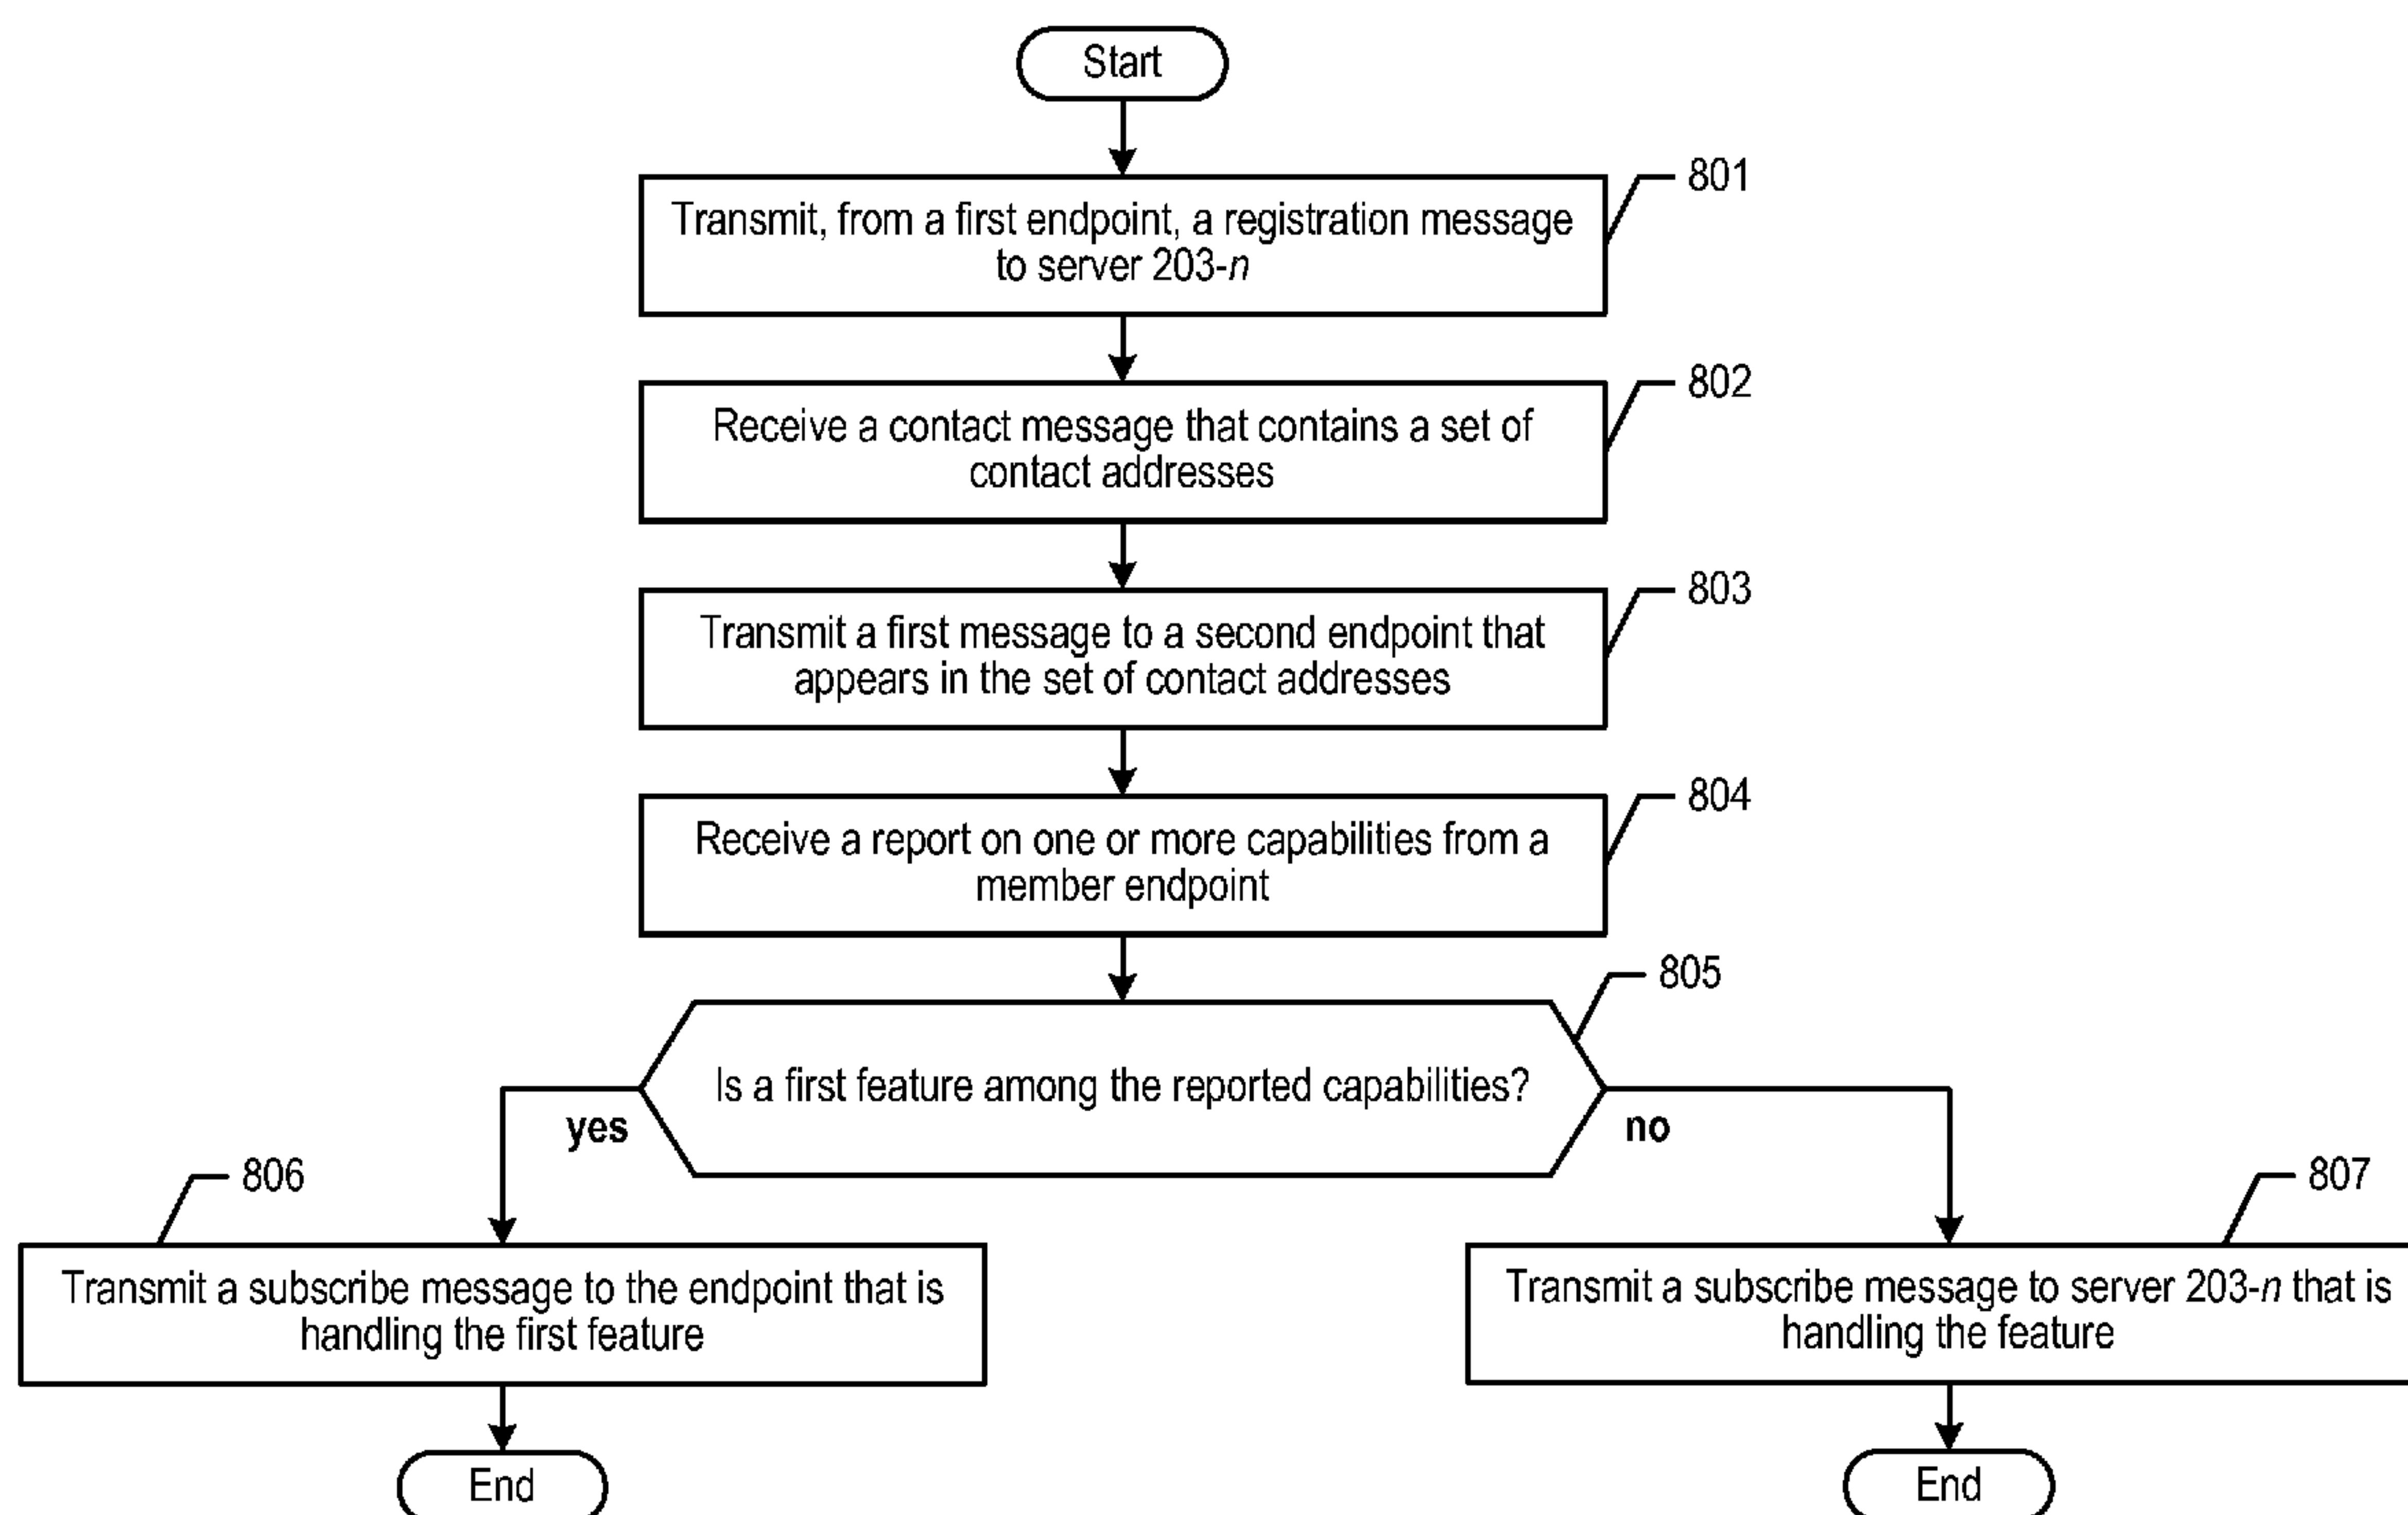 Start
801
Transmit, from a first endpoint, a registration message
to server 203-n
802
Receive a contact message that contains a set of
contact addresses
803
Transmit a first message to a second endpoint that
appears in the set of contact addresses
804
Receive a report on one or more capabilities from a
member endpoint
805
Is a first feature among the reported capabilities?
yes
no
806
807
Transmit a subscribe message to the endpoint that is
handling the first feature
Transmit a subscribe message to server 203-n that is
handling the feature
End
End